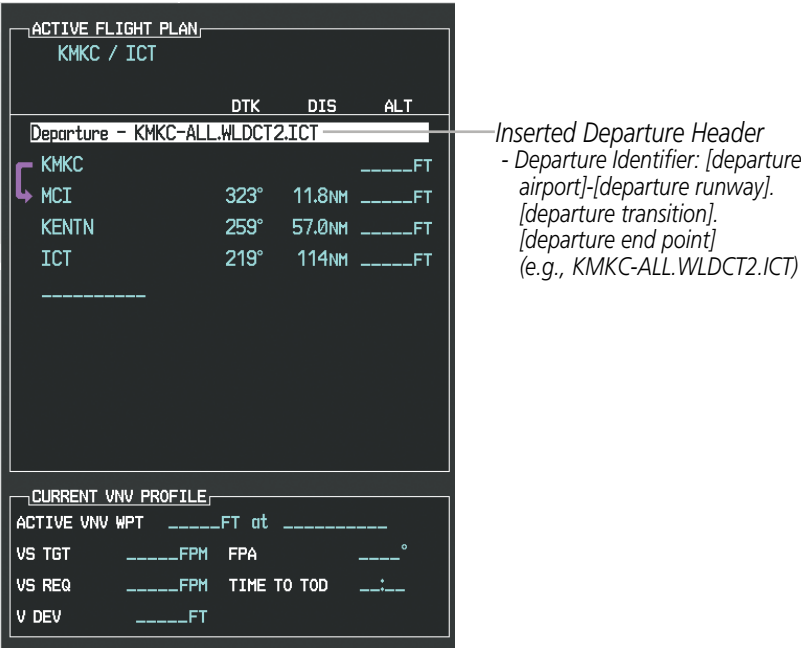 ACTIVE FLIGHT PLAN
KMKC / ICT
DTK DIS ALT
Departure – KMKC-ALL.WLDCT2.ICT
KMKC _____FT
MCI 323° 11.8NM _____FT
KENTN 259° 57.0NM _____FT
ICT 219° 114NM _____FT
__________
CURRENT VNV PROFILE
ACTIVE VNV WPT _____FT at __________
VS TGT _____FPM FPA ____°
VS REQ _____FPM TIME TO TOD __:__
V DEV _____FT
Inserted Departure Header
- Departure Identifier: [departure
airport]-[departure runway].
[departure transition].
[departure end point]
(e.g., KMKC-ALL.WLDCT2.ICT)